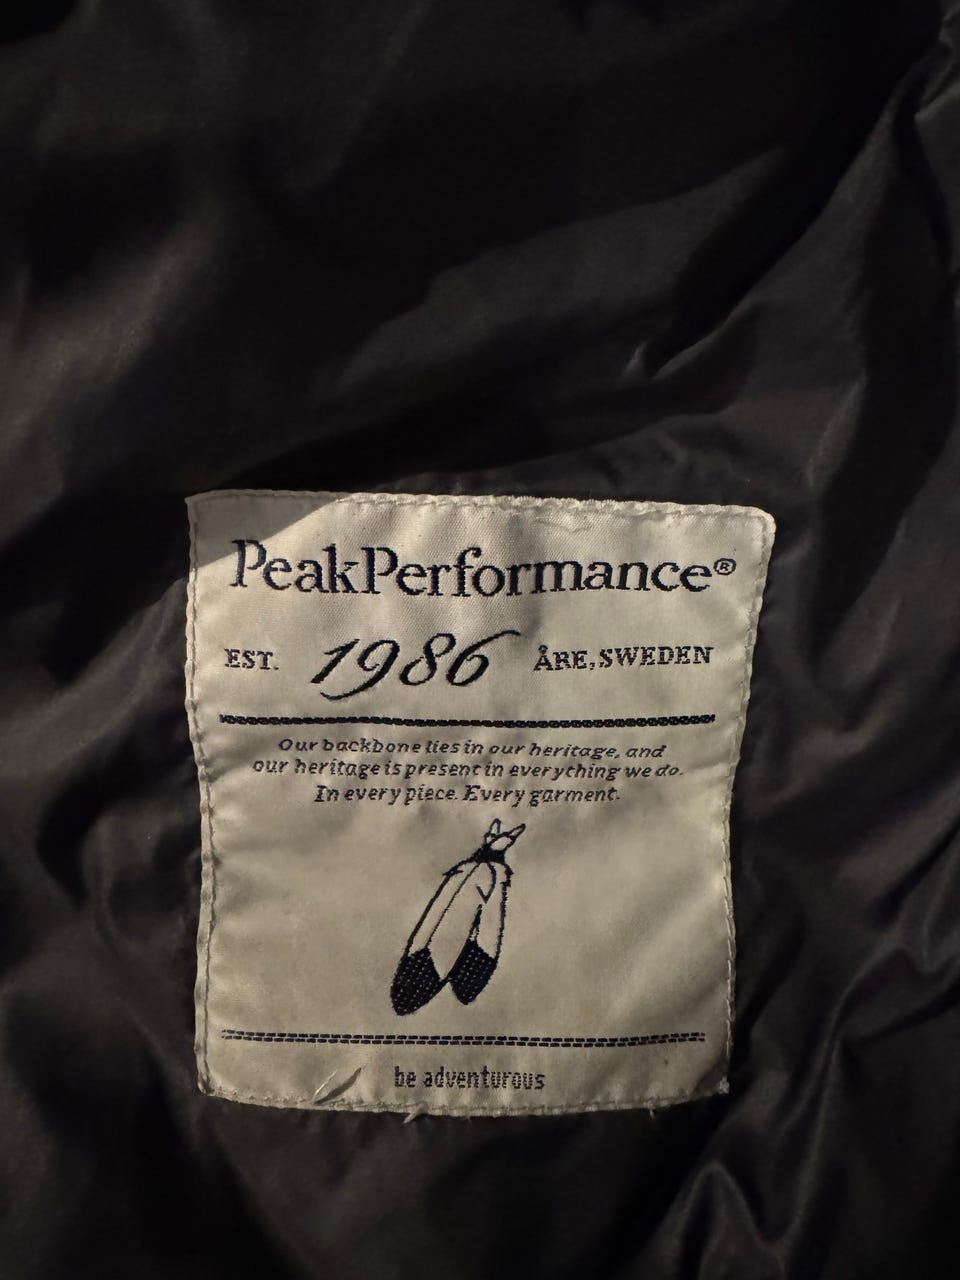 PeakPerformance®
EST. 1986 ÅRE, SWEDEN
Our backbone lies in our heritage, and
our heritage is present in everything we do.
In every piece. Every garment.
be adventurous